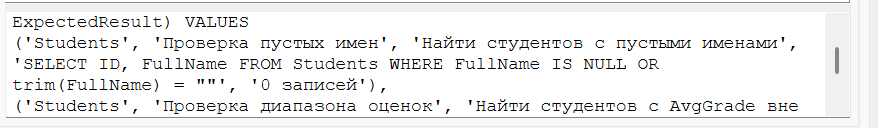 ExpectedResult) VALUES
('Students', 'Проверка пустых имен', 'Найти студентов с пустыми именами',
'SELECT ID, FullName FROM Students WHERE FullName IS NULL OR
trim(FullName) = ""', '0 записей'),
('Students', 'Проверка диапазона оценок', 'Найти студентов с AvgGrade вне